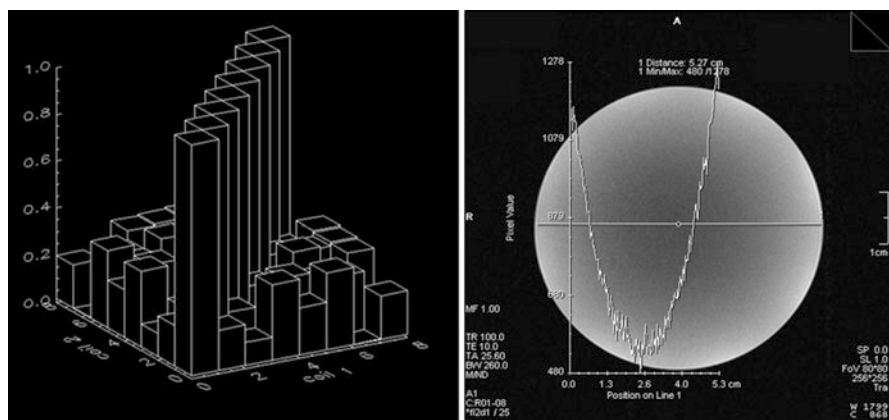 1.0
0.8
0.6
0.4
0.2
0.0
8
6
4
2
0
coil 2
0
2
4
6
8
coil 1
A
1 Distance: 5.27 cm
1 Min/Max: 480 /1278
1278
1079
879
680
480
Pixel Value
0.0 1.3 2.6 4.0 5.3 cm
Position on Line 1
R
MF 1.00
TR 100.0
TE 10.0
TA 25.60
BW 260.0
M/ND
A1
C:R01-08
*fl2d1 / 25
1cm
SP 0.0
SL 1.0
FoV 80*80
256*256
Tra
W 1799